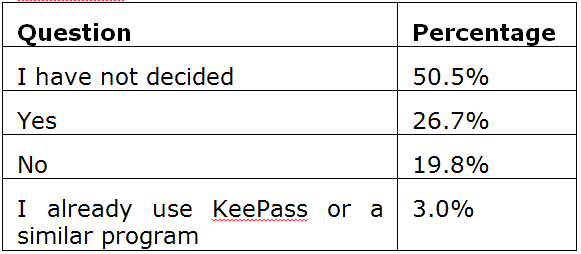 Question Percentage
I have not decided 50.5%
Yes 26.7%
No 19.8%
I already use KeePass or a 3.0%
similar program